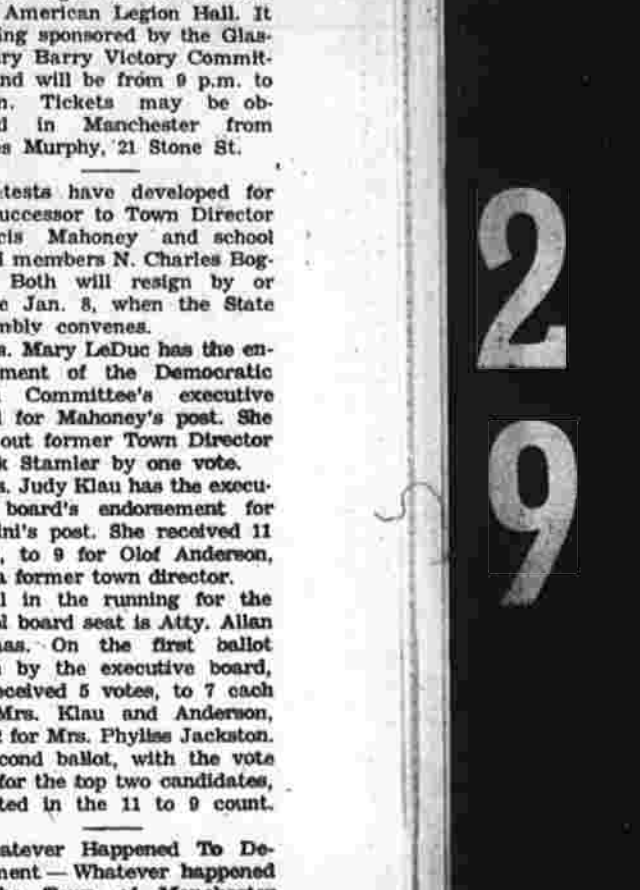 American Legion Hall. It
ing sponsored by the Glas-
ry Barry Victory Commit-
nd will be from 9 p.m. to
n. Tickets may be ob-
d in Manchester from
s Murphy, 21 Stone St.
tests have developed for
uccessor to Town Director
cis Mahoney and school
l members N. Charles Bog-
Both will resign by or
e Jan. 8, when the State
mbly convenes.
s. Mary LeDuc has the en-
ment of the Democratic
Committee's executive
l for Mahoney's post. She
out former Town Director
k Stamler by one vote.
s. Judy Klau has the execu-
board's endorsement for
ini's post. She received 11
, to 9 for Olof Anderson,
a former town director.
l in the running for the
l board seat is Atty. Allan
as. On the first ballot
n by the executive board,
eceived 5 votes, to 7 each
Mrs. Klau and Anderson,
2 for Mrs. Phyllis Jackston.
cond ballot, with the vote
for the top two candidates,
ted in the 11 to 9 count.
atever Happened To De-
ment — Whatever happened
of Manchester
2
9